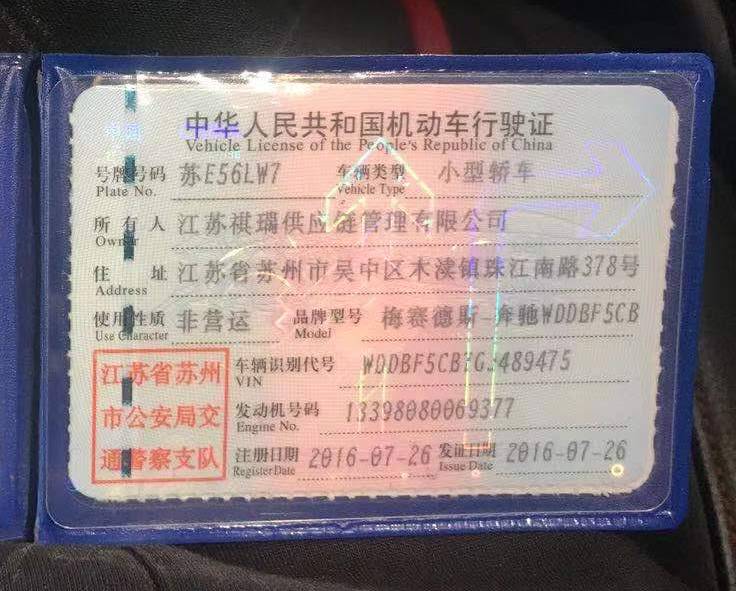 中华人民共和国机动车行驶证
Vehicle License of the People's Republic of China
号牌号码 苏E56LW7 车辆类型 小型轿车
Plate No. Vehicle Type
所有人 江苏祺瑞供应链管理有限公司
Owner
住址 江苏省苏州市吴中区木渎镇珠江南路378号
Address
使用性质 非营运 品牌型号 梅赛德斯-奔驰WDDBF5CB
Use Character Model
江苏省苏州
市公安局交
通警察支队
车辆识别代号
VIN
发动机号码 13398080069377
Engine No.
注册日期 2016-07-26 发证日期 2016-07-26
Register Date Issue Date